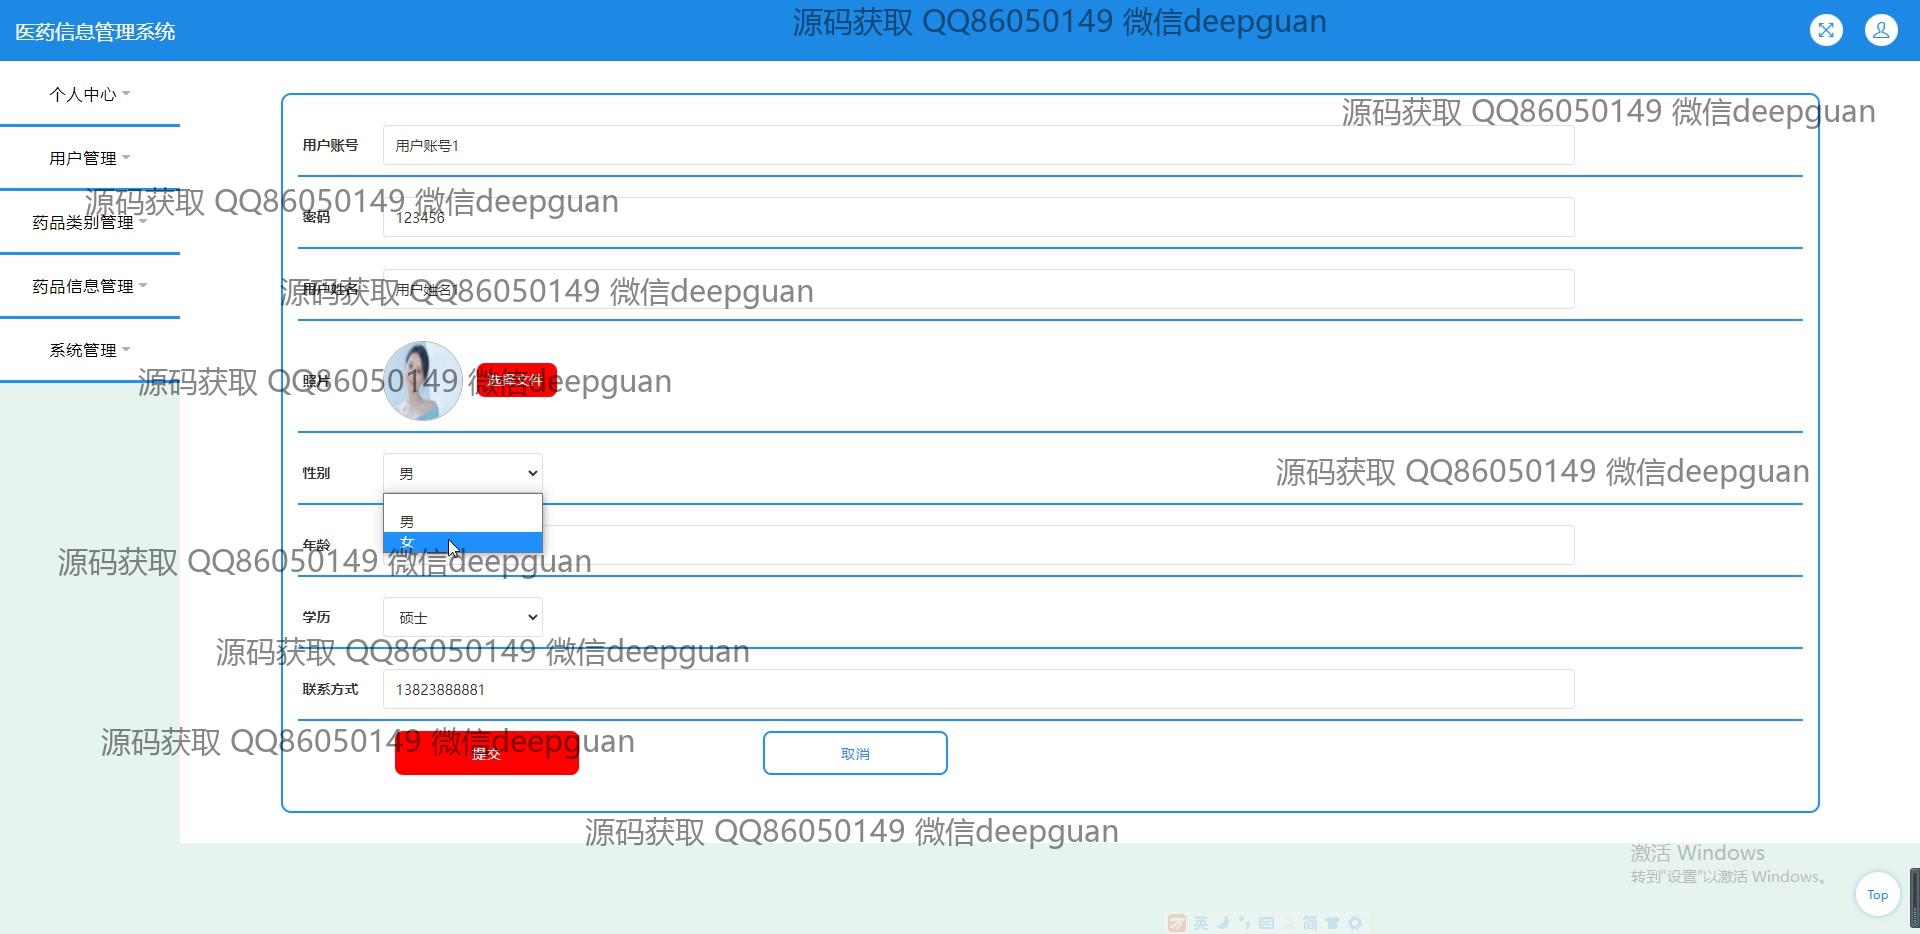 医药信息管理系统
源码获取 QQ86050149 微信deepguan
个人中心
源码获取 QQ86050149 微信deepguan
用户账号
用户账号1
用户管理
源码获取 QQ86050149 微信deepguan
密码
123456
药品类别管理
药品信息管理
用户姓名
用户姓名1
源码获取 QQ86050149 微信deepguan
系统管理
照片
选择文件
源码获取 QQ86050149 微信deepguan
性别
男
源码获取 QQ86050149 微信deepguan
男
女
年龄
源码获取 QQ86050149 微信deepguan
学历
硕士
源码获取 QQ86050149 微信deepguan
联系方式
13823888881
源码获取 QQ86050149 微信deepguan
提交
取消
源码获取 QQ86050149 微信deepguan
激活 Windows
转到“设置”以激活 Windows。
Top
英
简